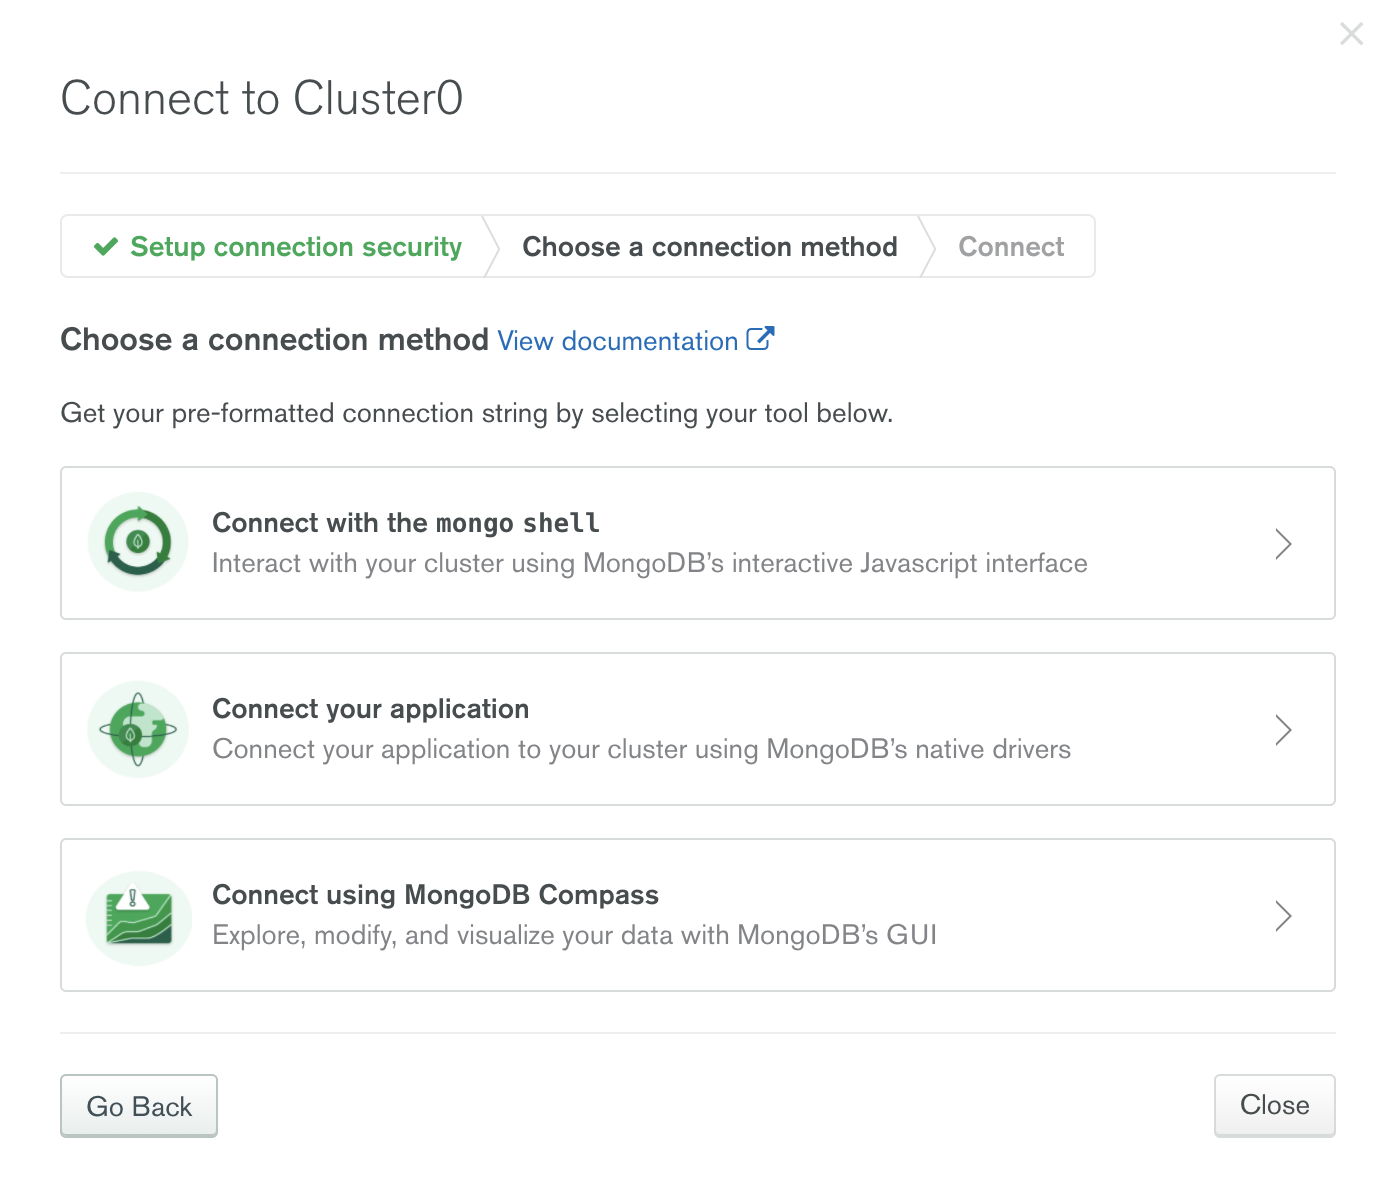 Connect to Cluster0
Setup connection security
Choose a connection method
Connect
Choose a connection method View documentation
Get your pre-formatted connection string by selecting your tool below.
Connect with the mongo shell
Interact with your cluster using MongoDB’s interactive Javascript interface
Connect your application
Connect your application to your cluster using MongoDB’s native drivers
Connect using MongoDB Compass
Explore, modify, and visualize your data with MongoDB’s GUI
Go Back
Close